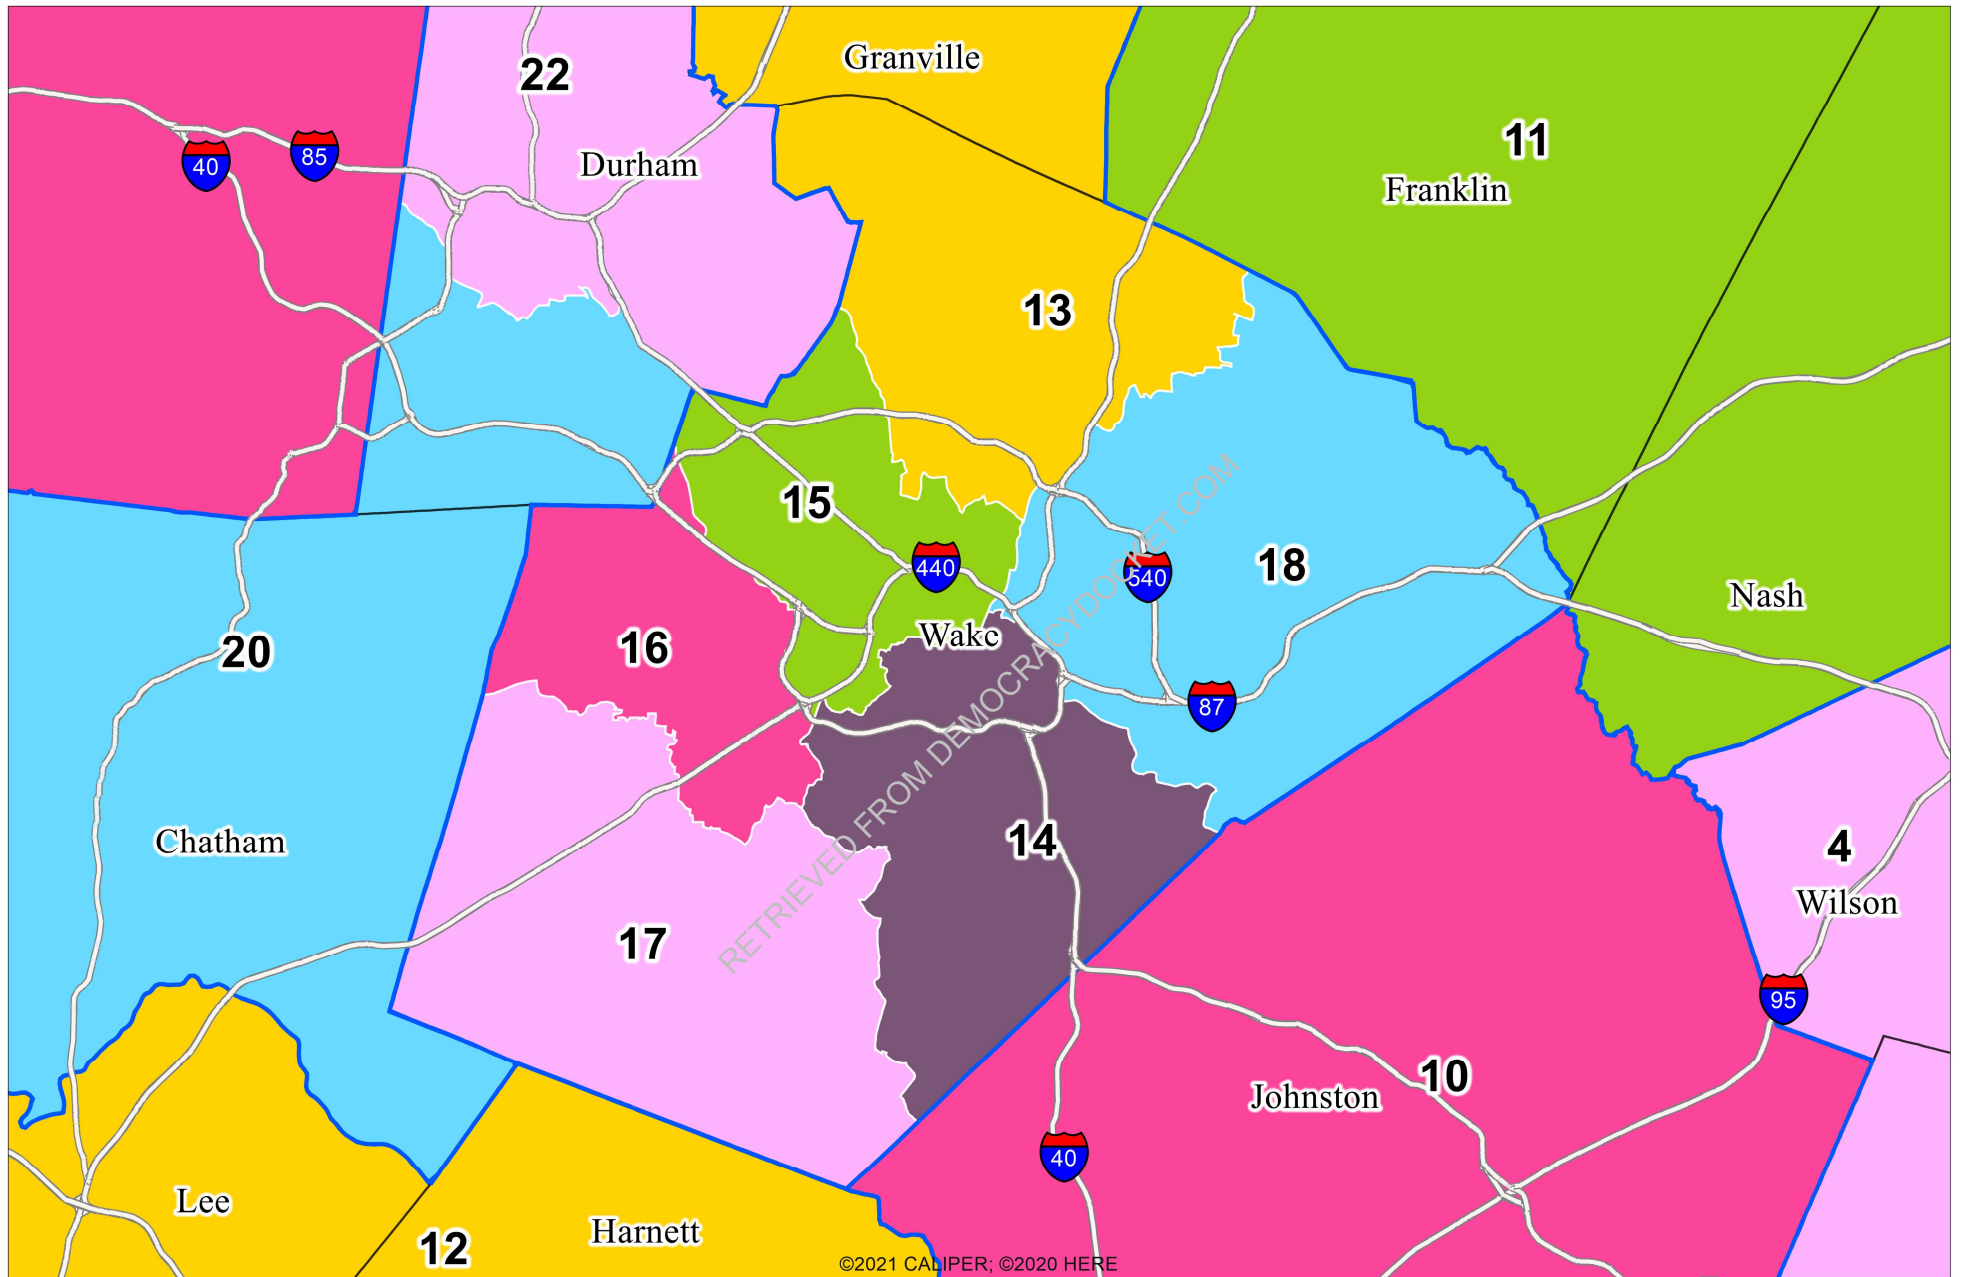 22
Granville
11
Durham
40
85
Franklin
13
15
18
440
540
Nash
Wake
16
20
87
Chatham
14
4
Wilson
17
95
10
Johnston
40
Lee
Harnett
12
RETRIEVED FROM DEMOCRACYDOCKET.COM
©2021 CALIPER; ©2020 HERE